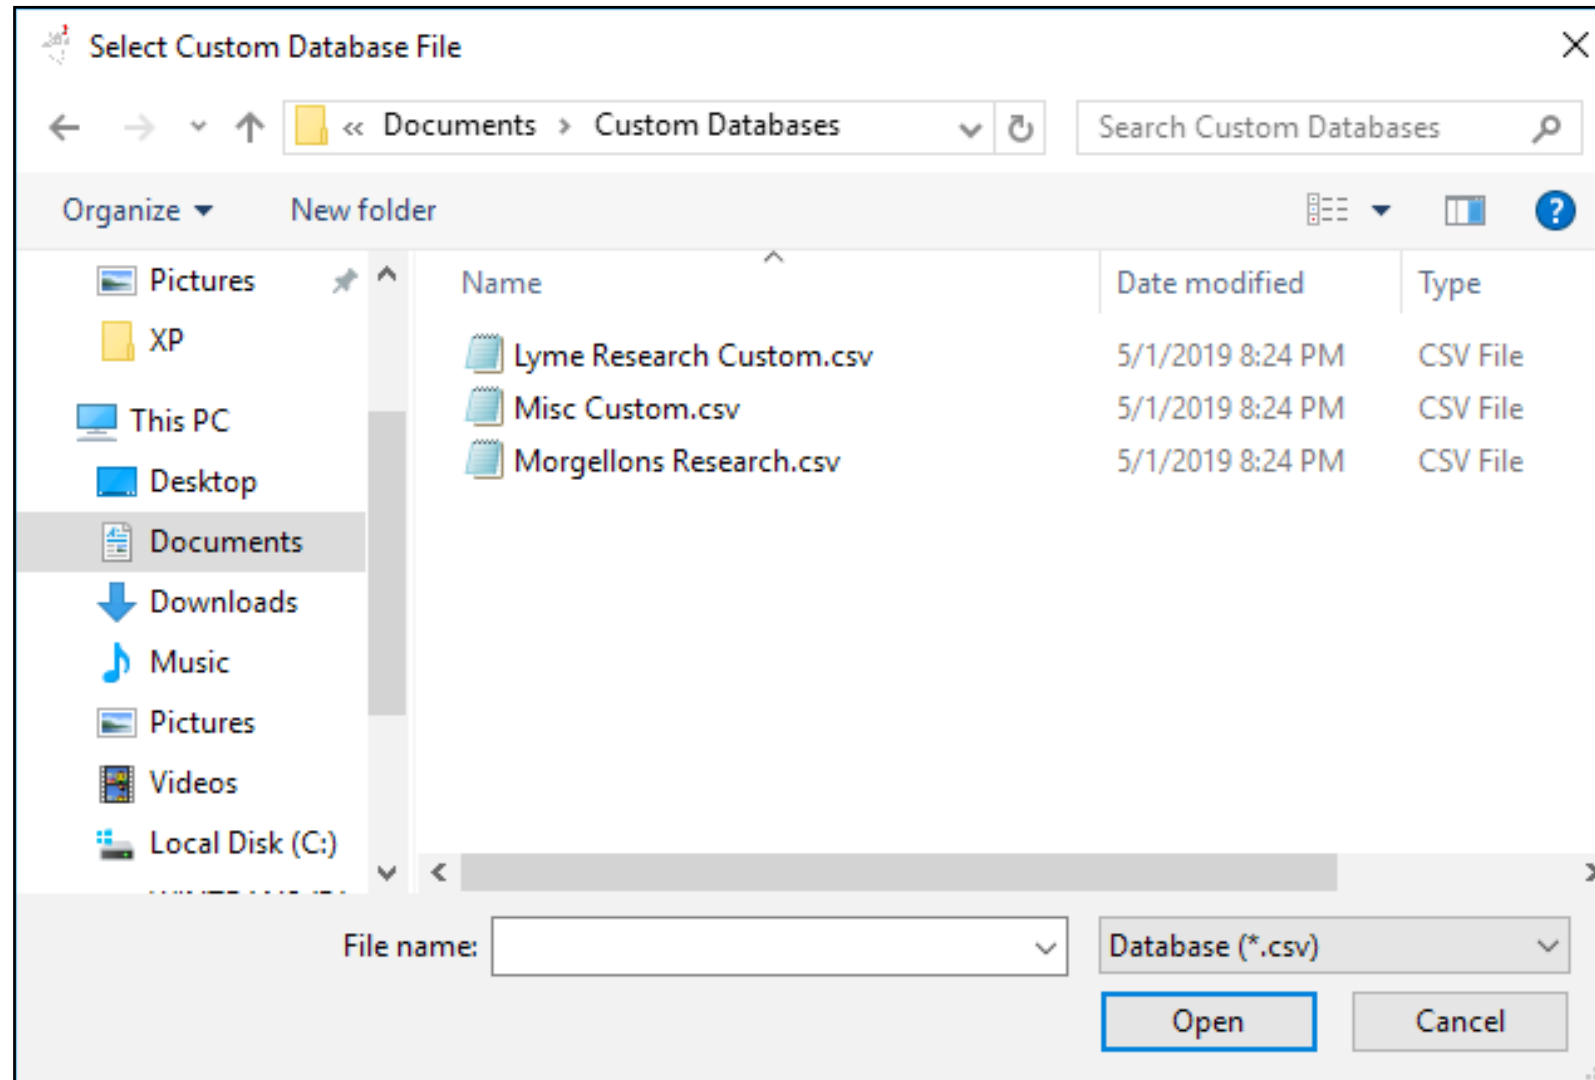 Select Custom Database File
« Documents > Custom Databases
Search Custom Databases
Organize New folder
?
Pictures
XP
This PC
Desktop
Documents
Downloads
Music
Pictures
Videos
Local Disk (C:)
Name Date modified Type
Lyme Research Custom.csv 5/1/2019 8:24 PM CSV File
Misc Custom.csv 5/1/2019 8:24 PM CSV File
Morgellons Research.csv 5/1/2019 8:24 PM CSV File
File name: Database (*.csv)
Open Cancel